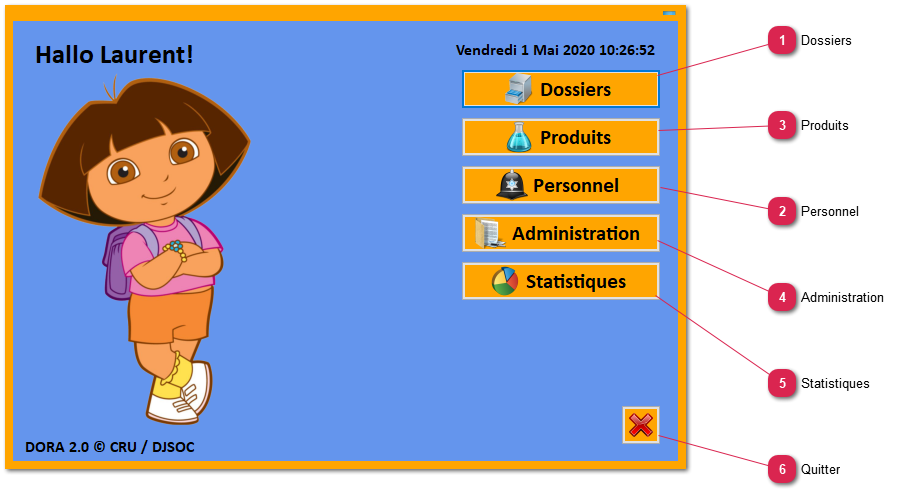 Hallo Laurent!
Vendredi 1 Mai 2020 10:26:52
Dossiers
Produits
Personnel
Administration
Statistiques
DORA 2.0 © CRU / DJSOC
1 Dossiers
3 Produits
2 Personnel
4 Administration
5 Statistiques
6 Quitter